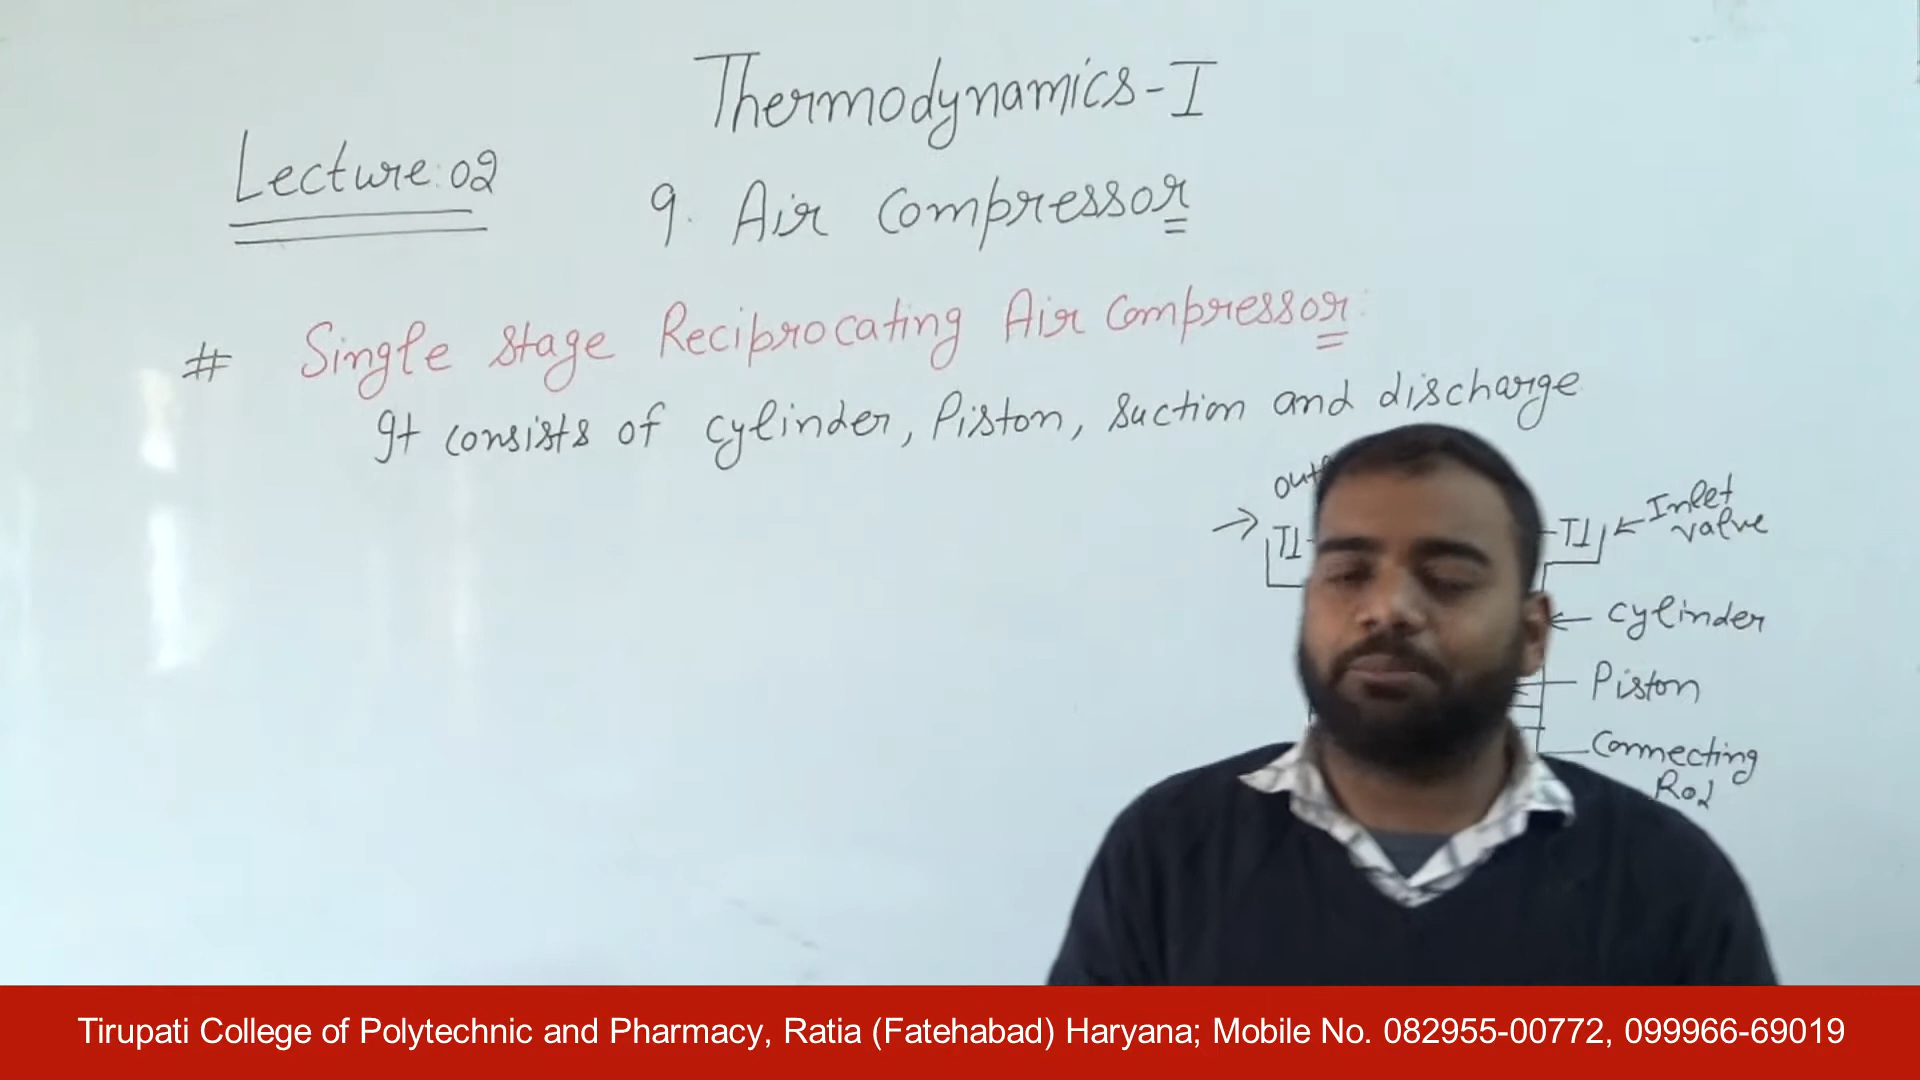 Thermodynamics-I
Lecture:02
9. Air Compressor
# Single Stage Reciprocating Air Compressor:
It consists of cylinder, Piston, suction and discharge
Inlet
valve
cylinder
Piston
Connecting
Rod
Tirupati College of Polytechnic and Pharmacy, Ratia (Fatehabad) Haryana; Mobile No. 082955-00772, 099966-69019